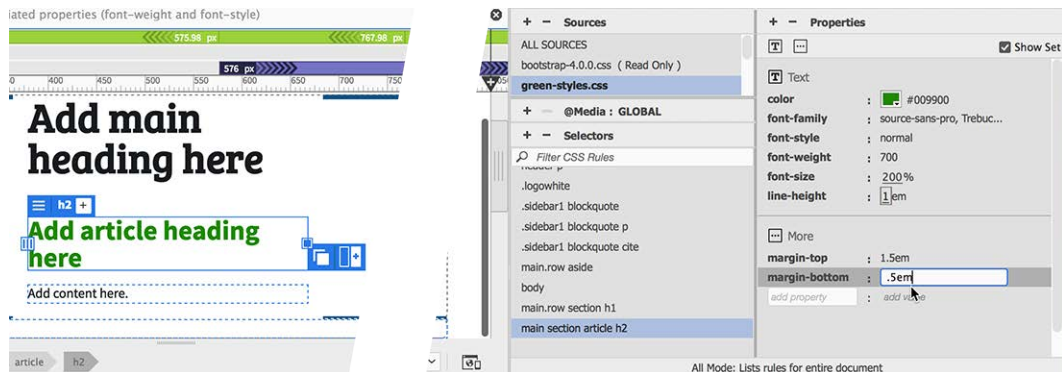 iated properties (font-weight and font-style)
575.98 px
767.98 px
576 px
400 450 500 550 600 650 700 750
Add main
heading here
h2 +
Add article heading
here
Add content here.
article h2
+ − Sources
ALL SOURCES
bootstrap-4.0.0.css ( Read Only )
green-styles.css
+ − @Media : GLOBAL
+ − Selectors
Filter CSS Rules
header p
.logowhite
.sidebar1 blockquote
.sidebar1 blockquote p
.sidebar1 blockquote cite
main.row aside
body
main.row section h1
main section article h2
+ − Properties
T Show Set
T Text
color : #009900
font-family : source-sans-pro, Trebuc...
font-style : normal
font-weight : 700
font-size : 200%
line-height : 1em
More
margin-top : 1.5em
margin-bottom : .5em
add property : add value
All Mode: Lists rules for entire document